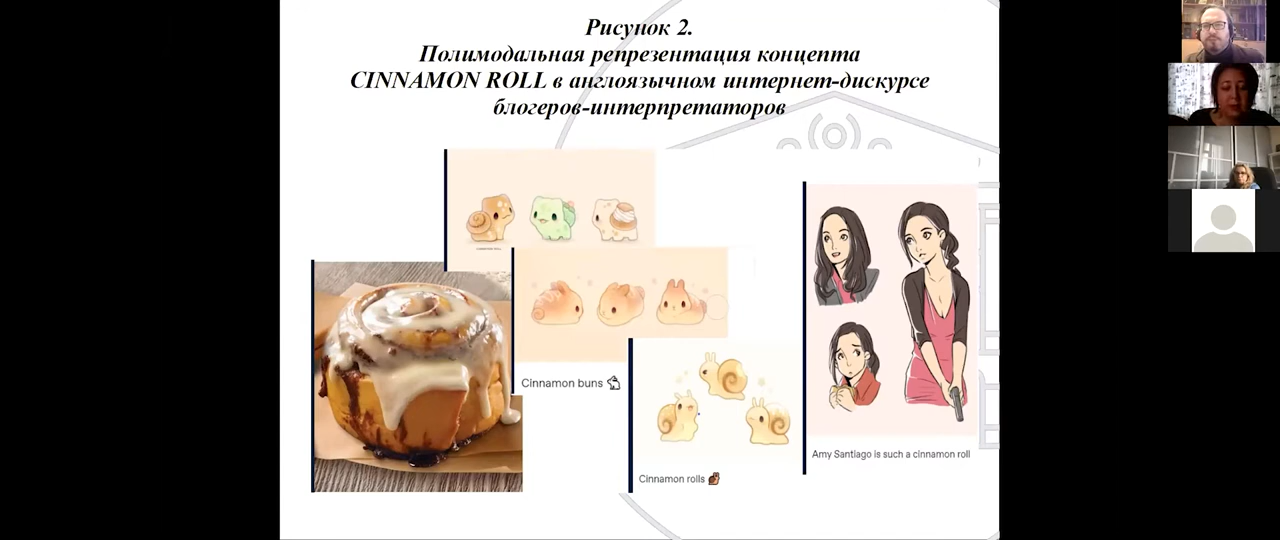 Рисунок 2.
Полимодальная репрезентация концепта
CINNAMON ROLL в англоязычном интернет-дискурсе
блогеров-интерпретаторов
Cinnamon buns
Cinnamon rolls
Amy Santiago is such a cinnamon roll